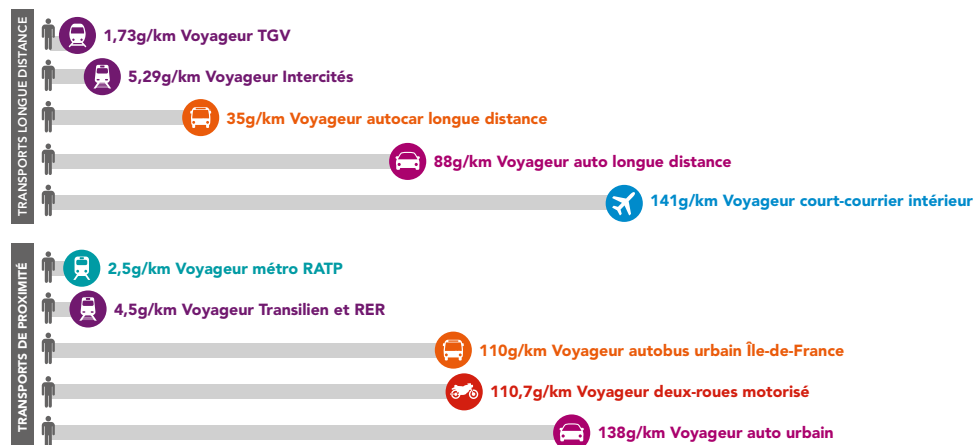 TRANSPORTS LONGUE DISTANCE
1,73g/km Voyageur TGV
5,29g/km Voyageur Intercités
35g/km Voyageur autocar longue distance
88g/km Voyageur auto longue distance
141g/km Voyageur court-courrier intérieur
TRANSPORTS DE PROXIMITÉ
2,5g/km Voyageur métro RATP
4,5g/km Voyageur Transilien et RER
110g/km Voyageur autobus urbain Île-de-France
110,7g/km Voyageur deux-roues motorisé
138g/km Voyageur auto urbain